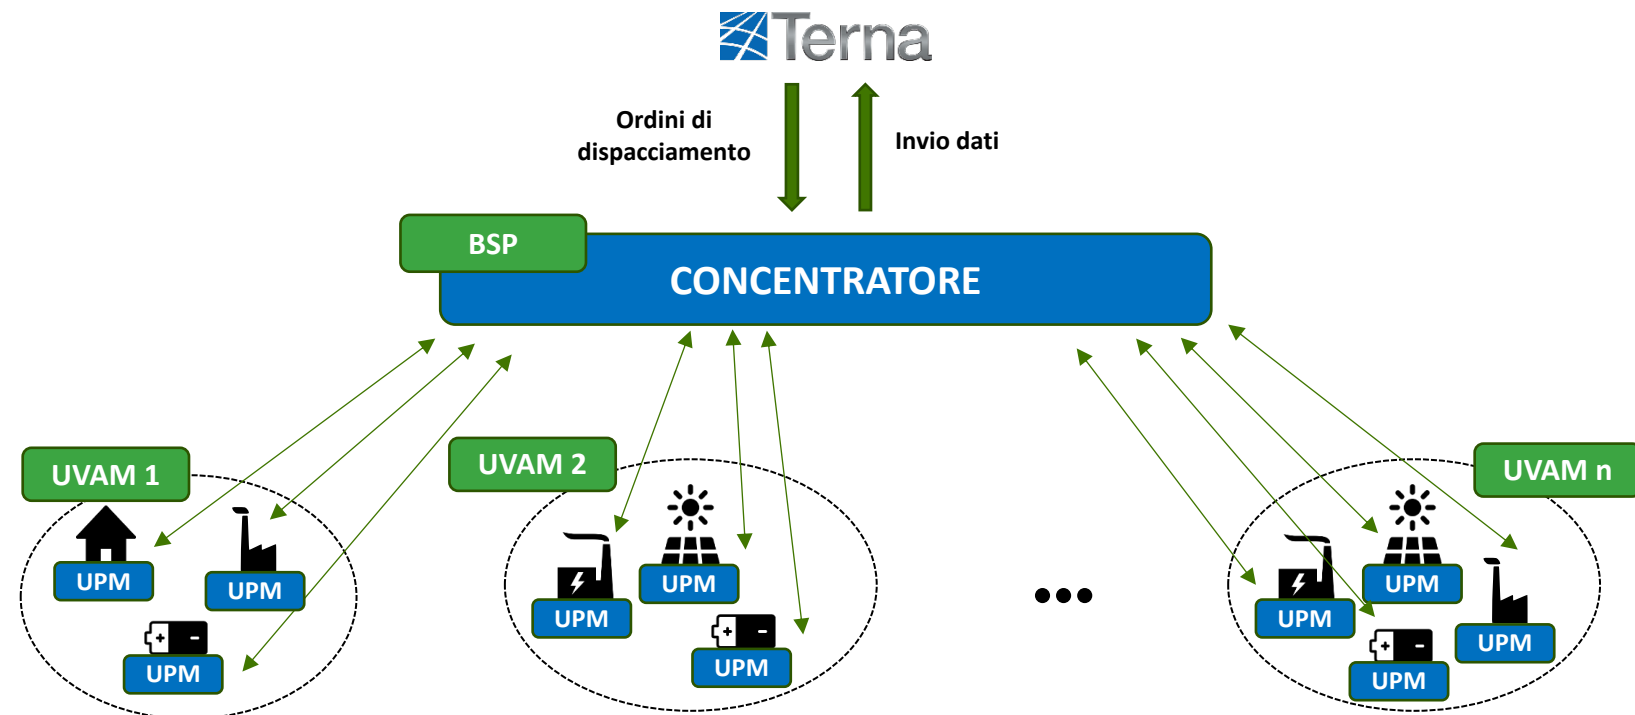 Terna
Ordini di
dispacciamento
Invio dati
BSP
CONCENTRATORE
UVAM 1
UPM
UPM
UPM
UVAM 2
UPM
UPM
UPM
UVAM n
UPM
UPM
UPM
UPM